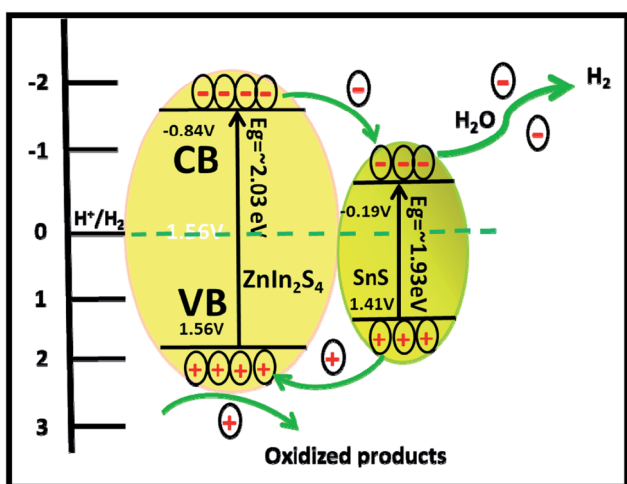 -2
-1
0
1
2
3
H⁺/H₂
-0.84V
CB
Eg=~2.03 eV
1.56V
ZnIn₂S₄
VB
1.56V
- - - -
+ + + +
-
- - -
-0.19V
Eg=~1.93eV
SnS
1.41V
+ + +
+
+
H₂O
-
-
H₂
Oxidized products